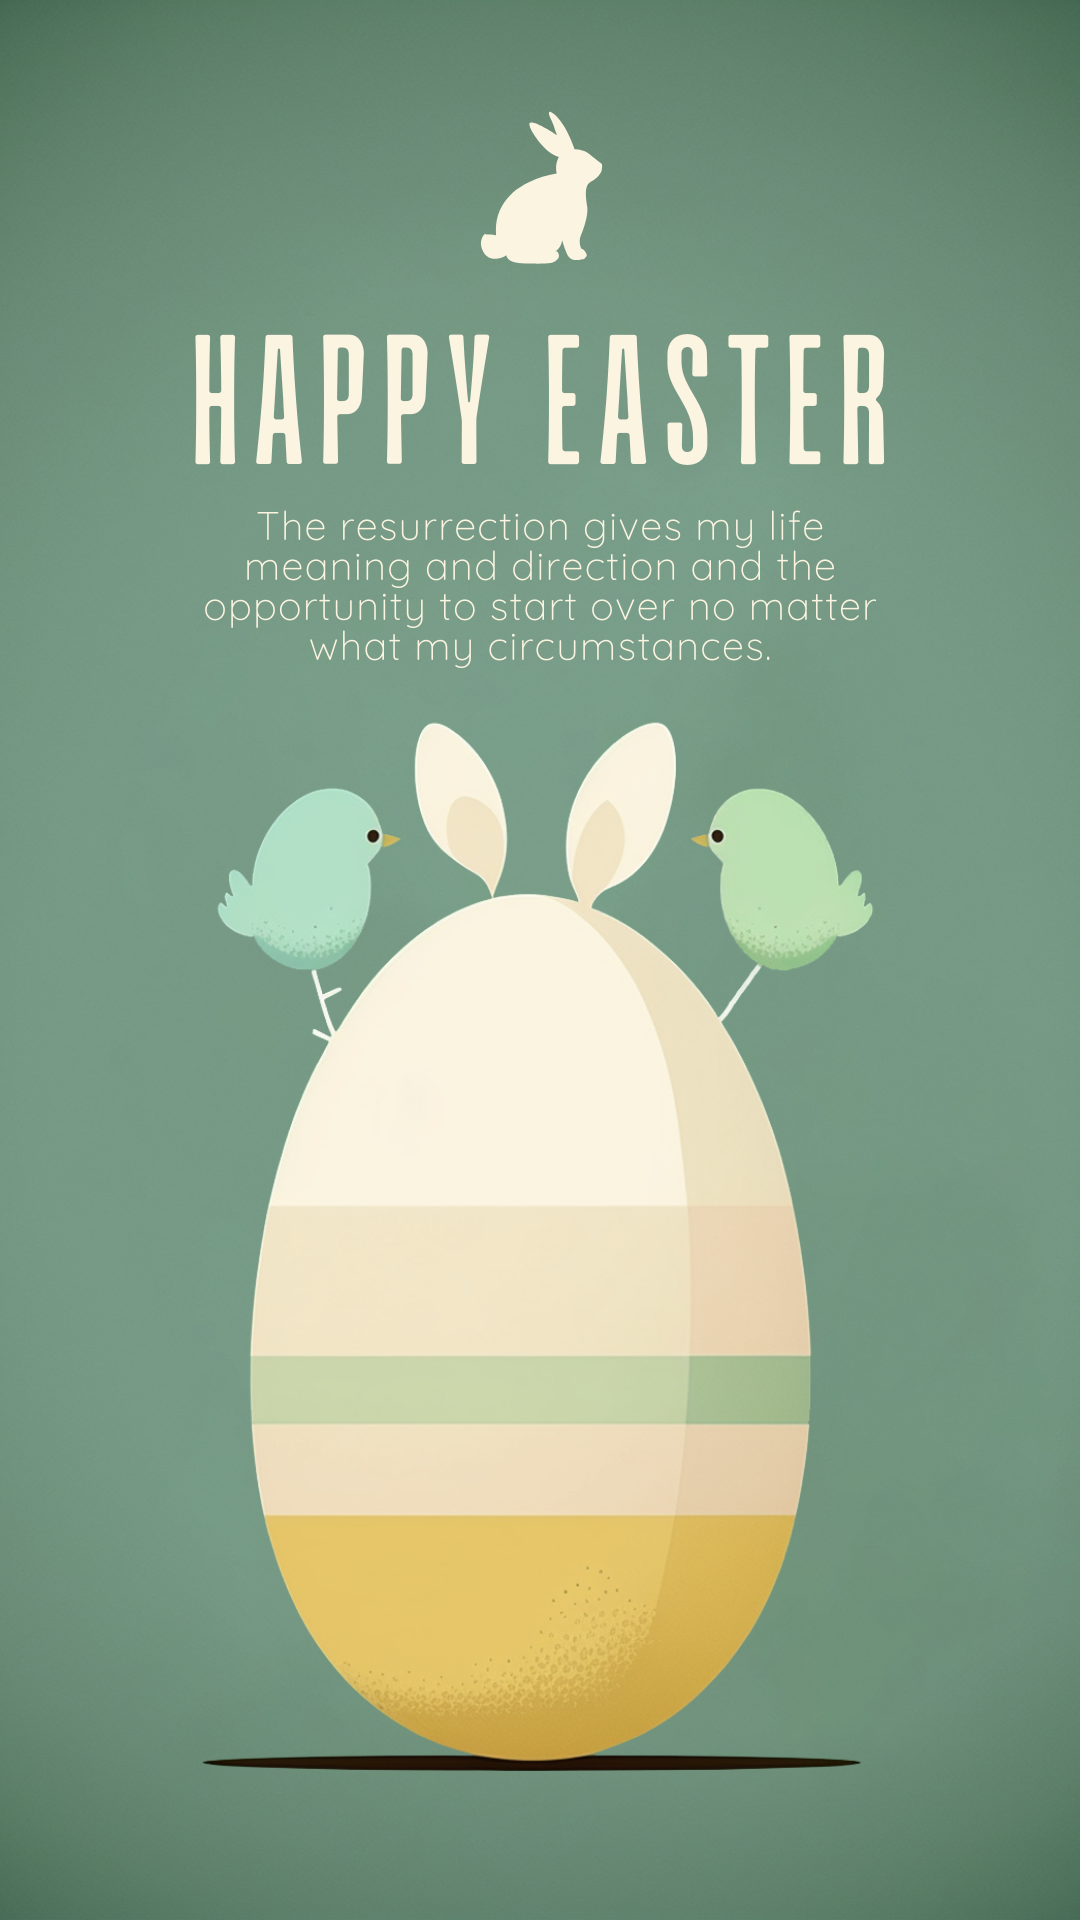 HAPPY EASTER
The resurrection gives my life
meaning and direction and the
opportunity to start over no matter
what my circumstances.